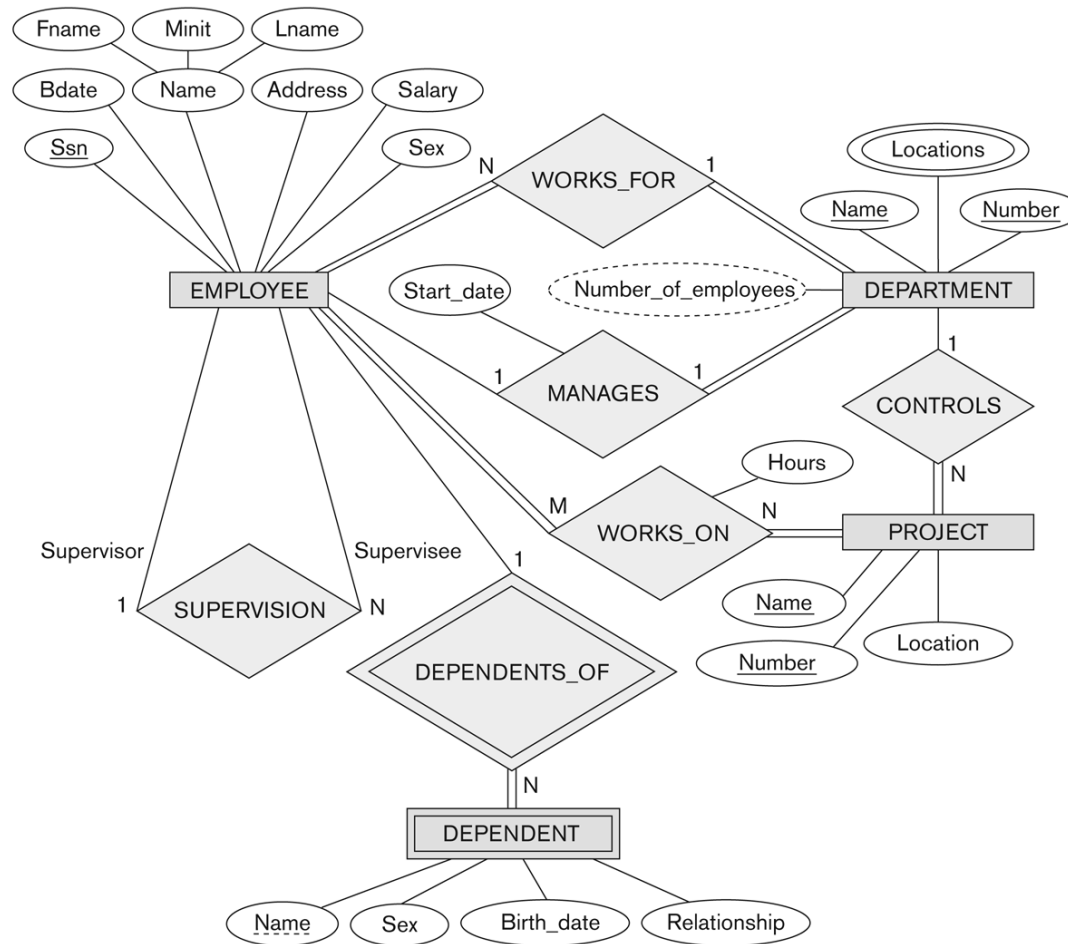 Fname Minit Lname
Bdate Name Address Salary
Ssn Sex
N WORKS_FOR 1
Locations
Name Number
EMPLOYEE Start_date Number_of_employees DEPARTMENT
1 MANAGES 1
1
CONTROLS
N
Hours
M WORKS_ON N
PROJECT
Supervisor Supervisee
1 SUPERVISION N
1
Name
Number Location
DEPENDENTS_OF
N
DEPENDENT
Name Sex Birth_date Relationship